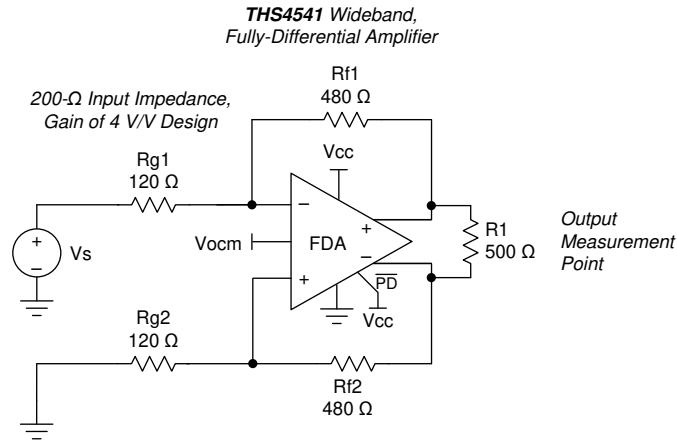 THS4541 Wideband,
Fully-Differential Amplifier
200-Ω Input Impedance,
Gain of 4 V/V Design
Rf1
480 Ω
Rg1
120 Ω
Vcc
Vs
Vocm
FDA
R1
500 Ω
Output
Measurement
Point
PD
Vcc
Rg2
120 Ω
Rf2
480 Ω